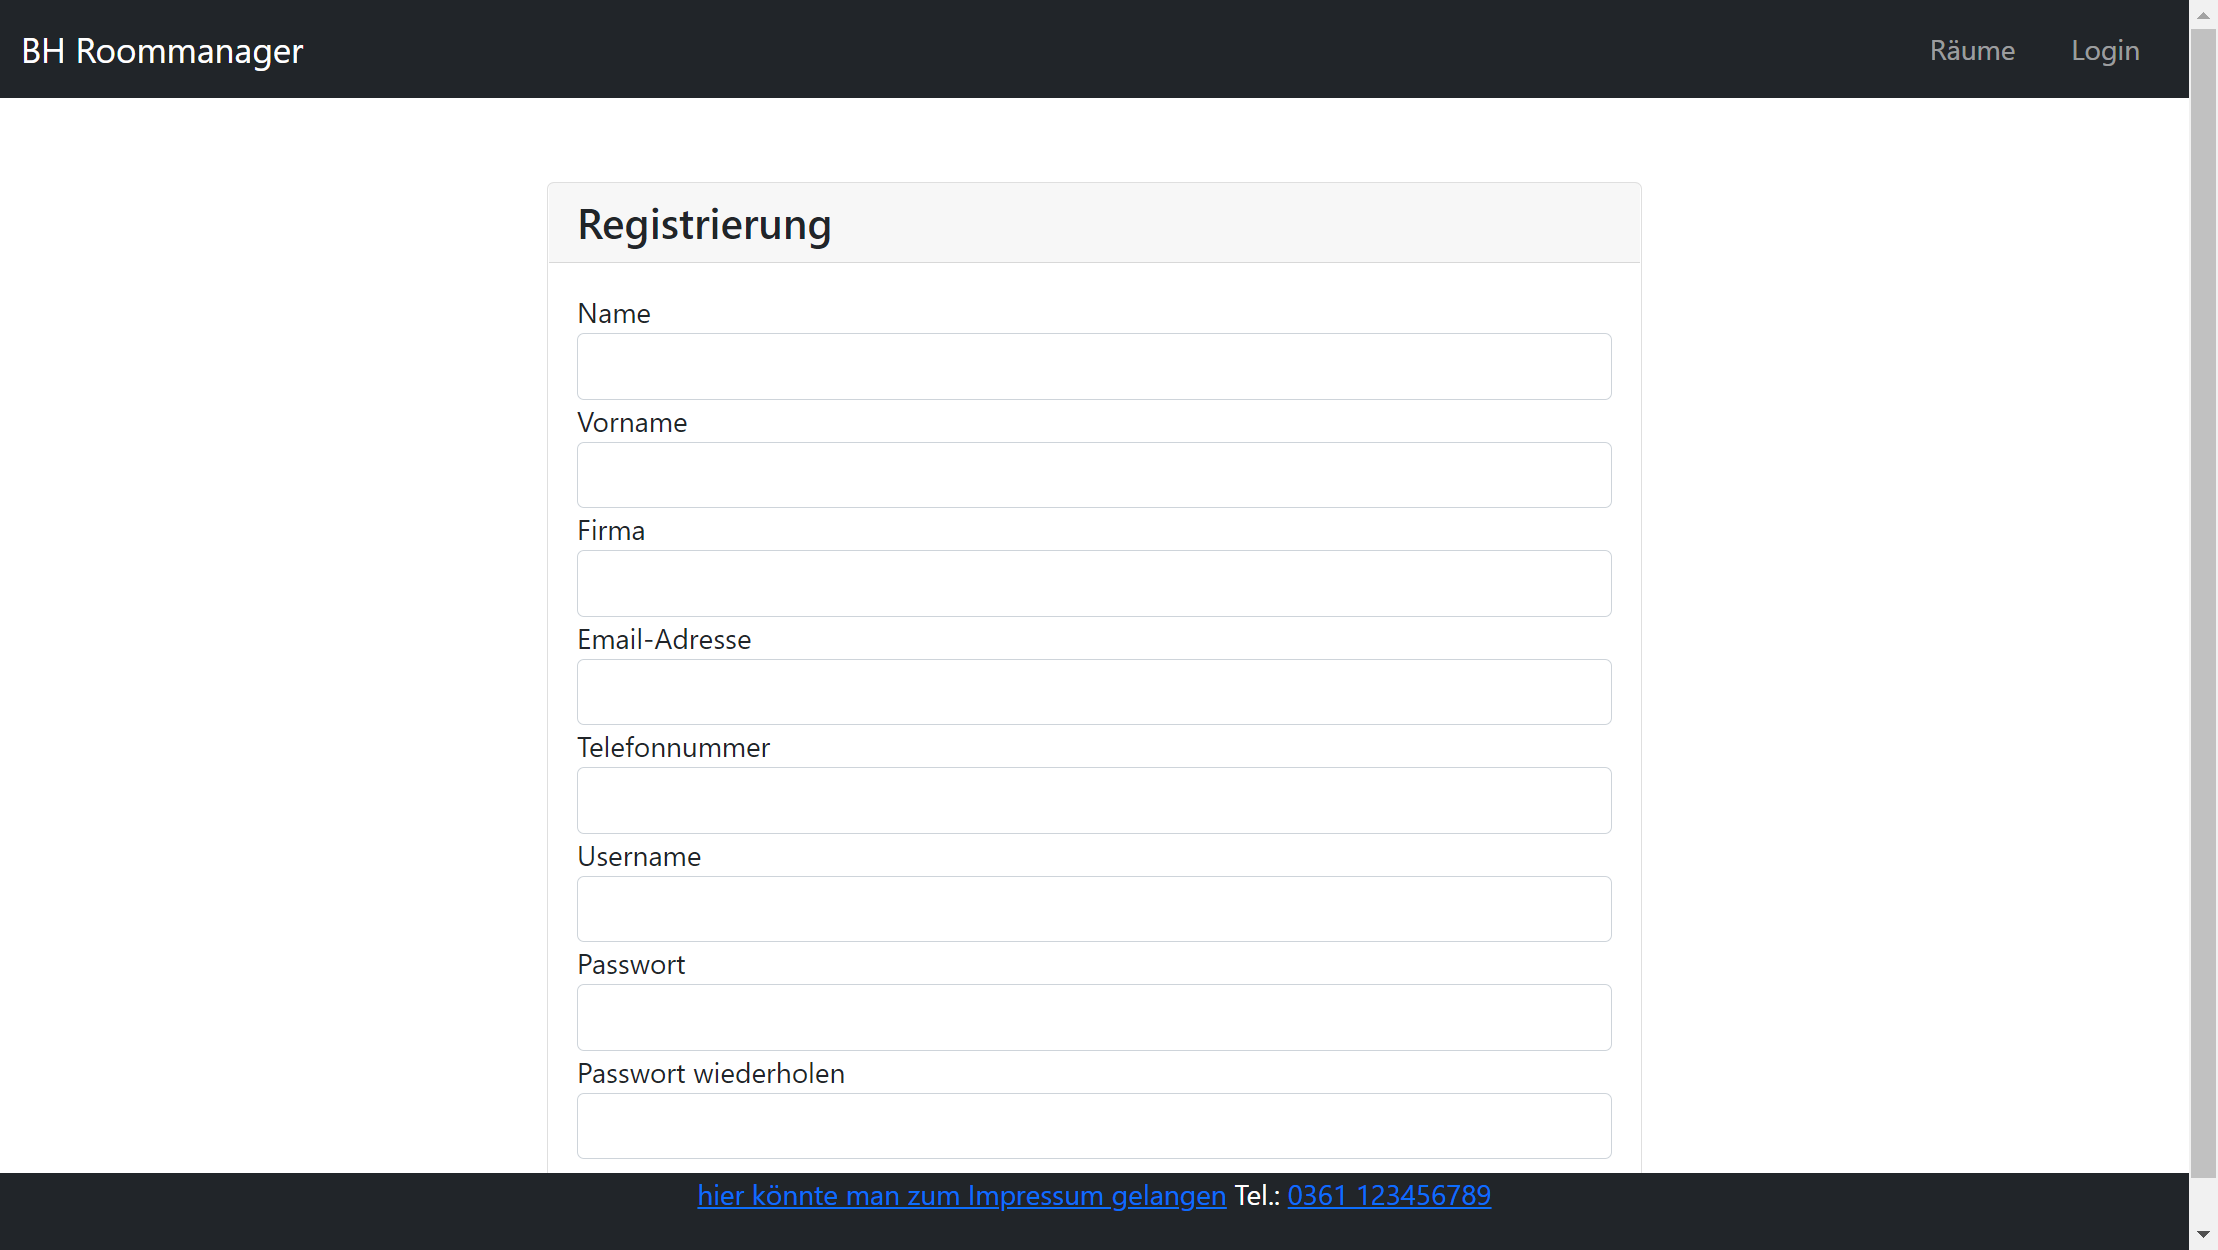 BH Roommanager Räume Login
Registrierung
Name
Vorname
Firma
Email-Adresse
Telefonnummer
Username
Passwort
Passwort wiederholen
hier könnte man zum Impressum gelangen Tel.: 0361 123456789